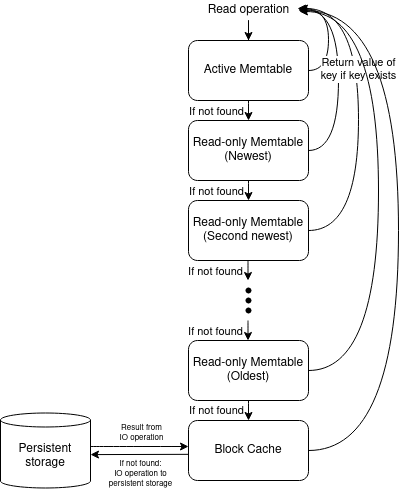 Read operation
Active Memtable
Return value of
key if key exists
If not found
Read-only Memtable
(Newest)
If not found
Read-only Memtable
(Second newest)
If not found
If not found
Read-only Memtable
(Oldest)
If not found
Block Cache
Result from
IO operation
Persistent
storage
If not found:
IO operation to
persistent storage